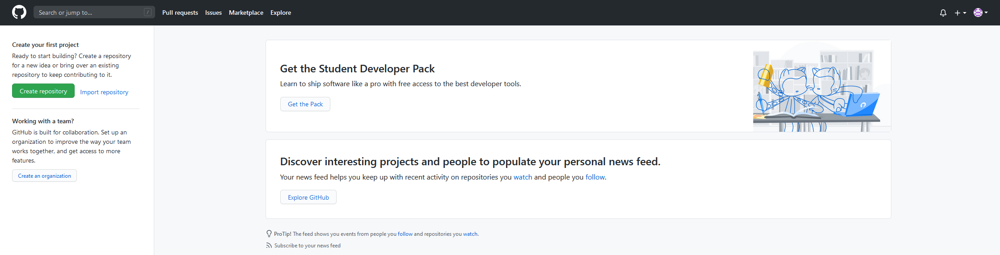 Search or jump to...
/
Pull requests
Issues
Marketplace
Explore
Create your first project
Ready to start building? Create a repository
for a new idea or bring over an existing
repository to keep contributing to it.
Create repository
Import repository
Working with a team?
GitHub is built for collaboration. Set up an
organization to improve the way your team
works together, and get access to more
features.
Create an organization
Get the Student Developer Pack
Learn to ship software like a pro with free access to the best developer tools.
Get the Pack
Discover interesting projects and people to populate your personal news feed.
Your news feed helps you keep up with recent activity on repositories you watch and people you follow.
Explore GitHub
ProTip! The feed shows you events from people you follow and repositories you watch.
Subscribe to your news feed